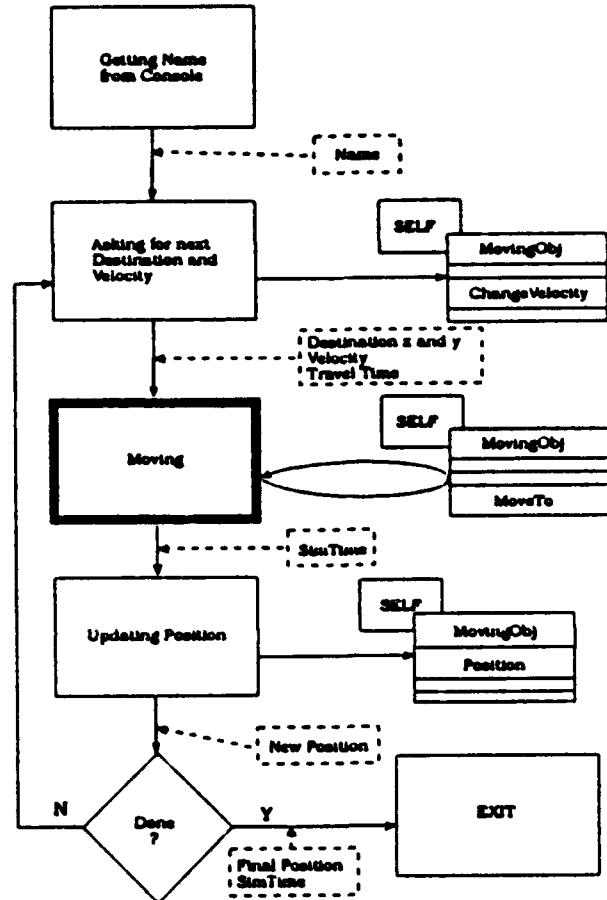 Getting Name
from Console
Name
Asking for next
Destination and
Velocity
SELF
MovingObj
ChangeVelocity
Destination x and y
Velocity
Travel Time
Moving
SELF
MovingObj
MoveTo
SimTime
Updating Position
SELF
MovingObj
Position
New Position
N
Done
?
Y
EXIT
Final Position
SimTime